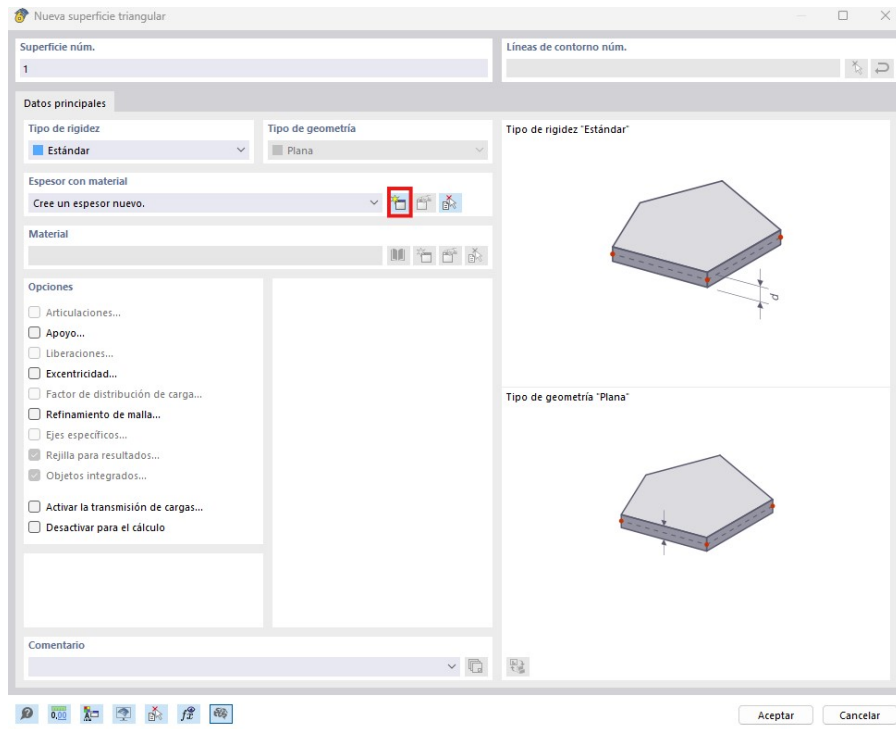 Nueva superficie triangular
Superficie núm.
1
Líneas de contorno núm.
Datos principales
Tipo de rigidez
Estándar
Tipo de geometría
Plana
Espesor con material
Cree un espesor nuevo.
Material
Opciones
Articulaciones...
Apoyo...
Liberaciones...
Excentricidad...
Factor de distribución de carga...
Refinamiento de malla...
Ejes específicos...
Rejilla para resultados...
Objetos integrados...
Activar la transmisión de cargas...
Desactivar para el cálculo
Comentario
Tipo de rigidez "Estándar"
d
Tipo de geometría "Plana"
0,00
Aceptar
Cancelar